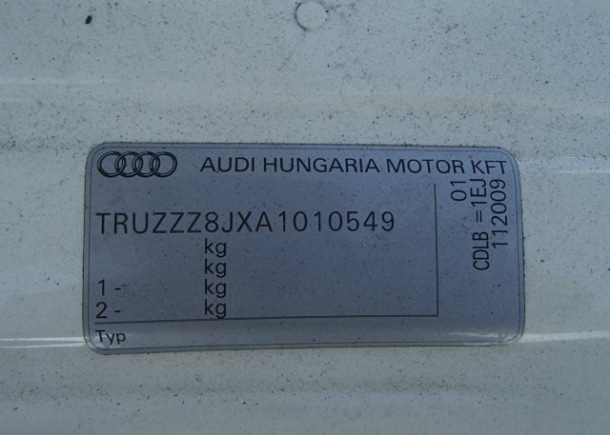 AUDI HUNGARIA MOTOR KFT
TRUZZZ8JXA1010549
kg
kg
1 - kg
2 - kg
Typ
01
CDLB =1EJ
112009